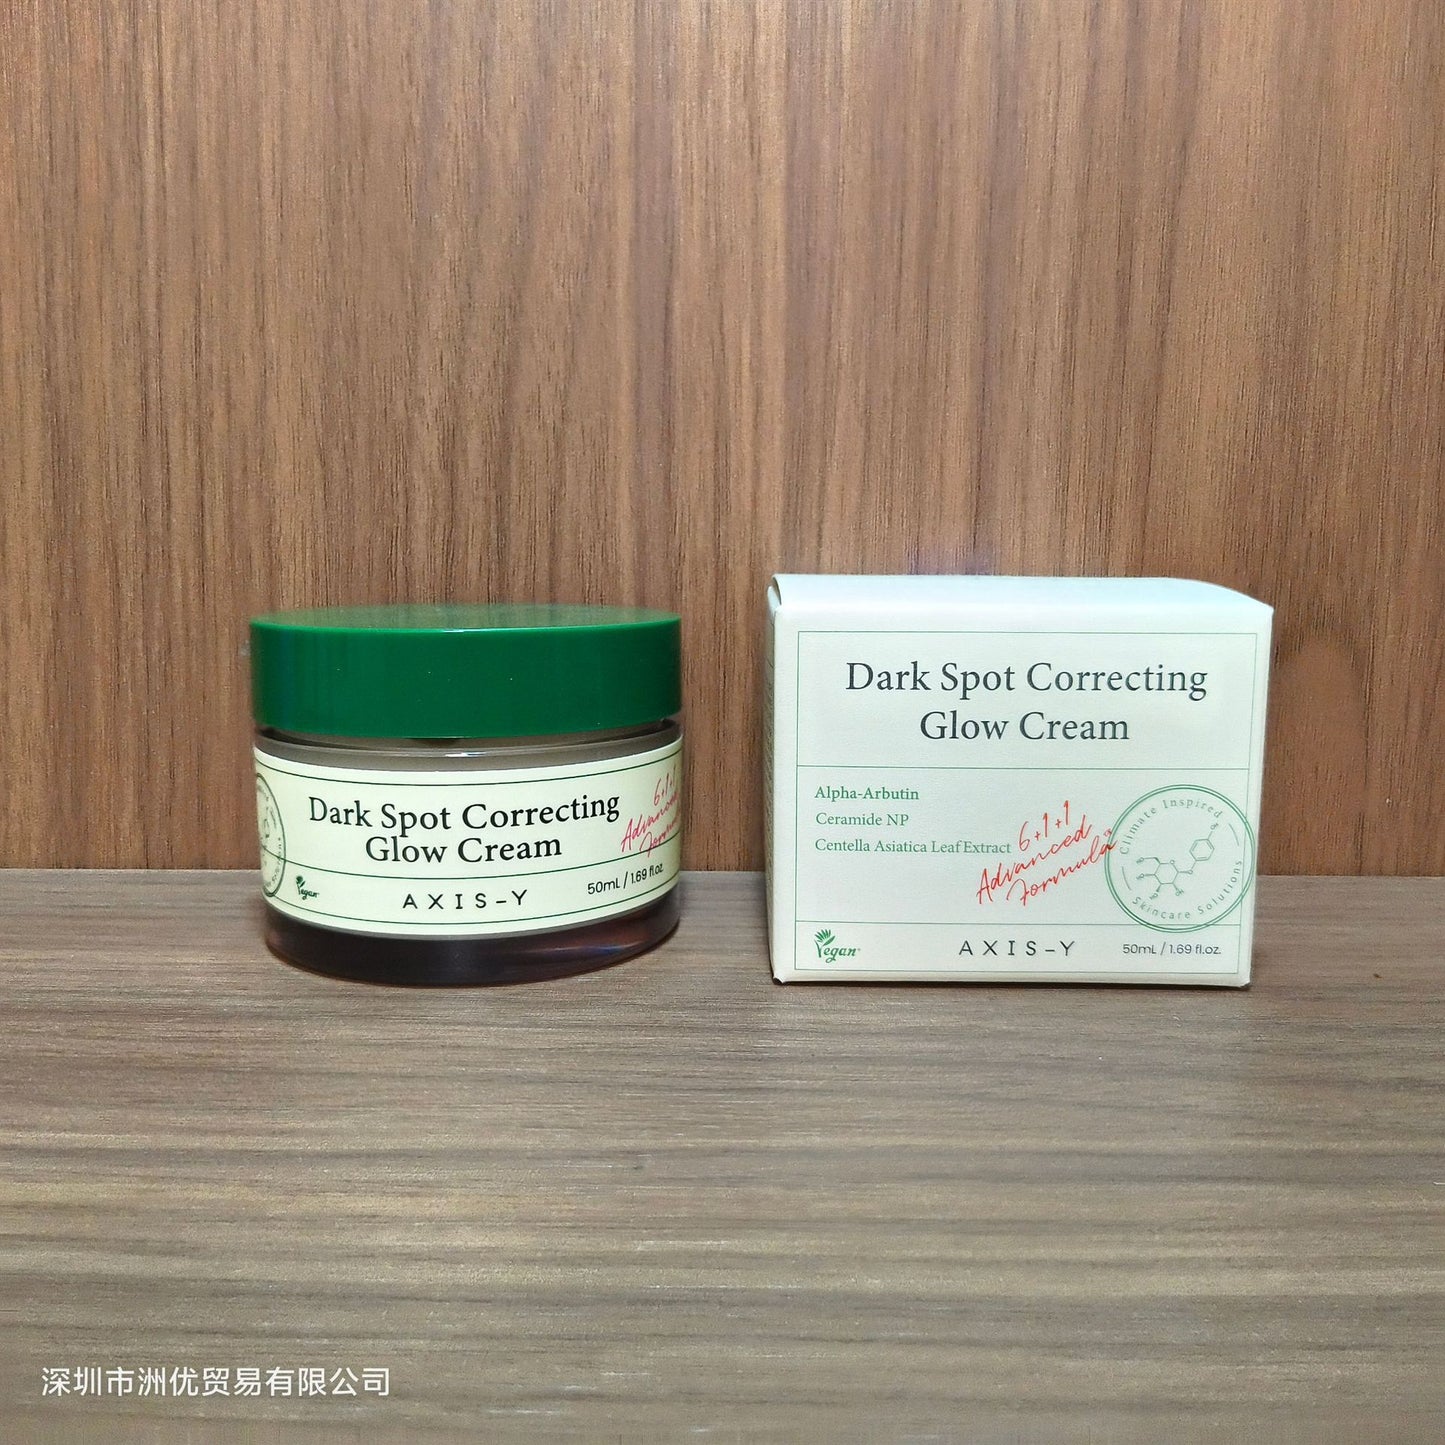 Dark Spot Correcting
Glow Cream
6+1+1
Advanced
Formula
Vegan
AXIS-Y
50mL / 1.69 fl.oz.
Dark Spot Correcting
Glow Cream
Alpha-Arbutin
Ceramide NP
Centella Asiatica Leaf Extract
6+1+1
Advanced
Formula
Climate Inspired &
Skincare Solutions
Vegan
AXIS-Y
50mL / 1.69 fl.oz.
深圳市洲优贸易有限公司